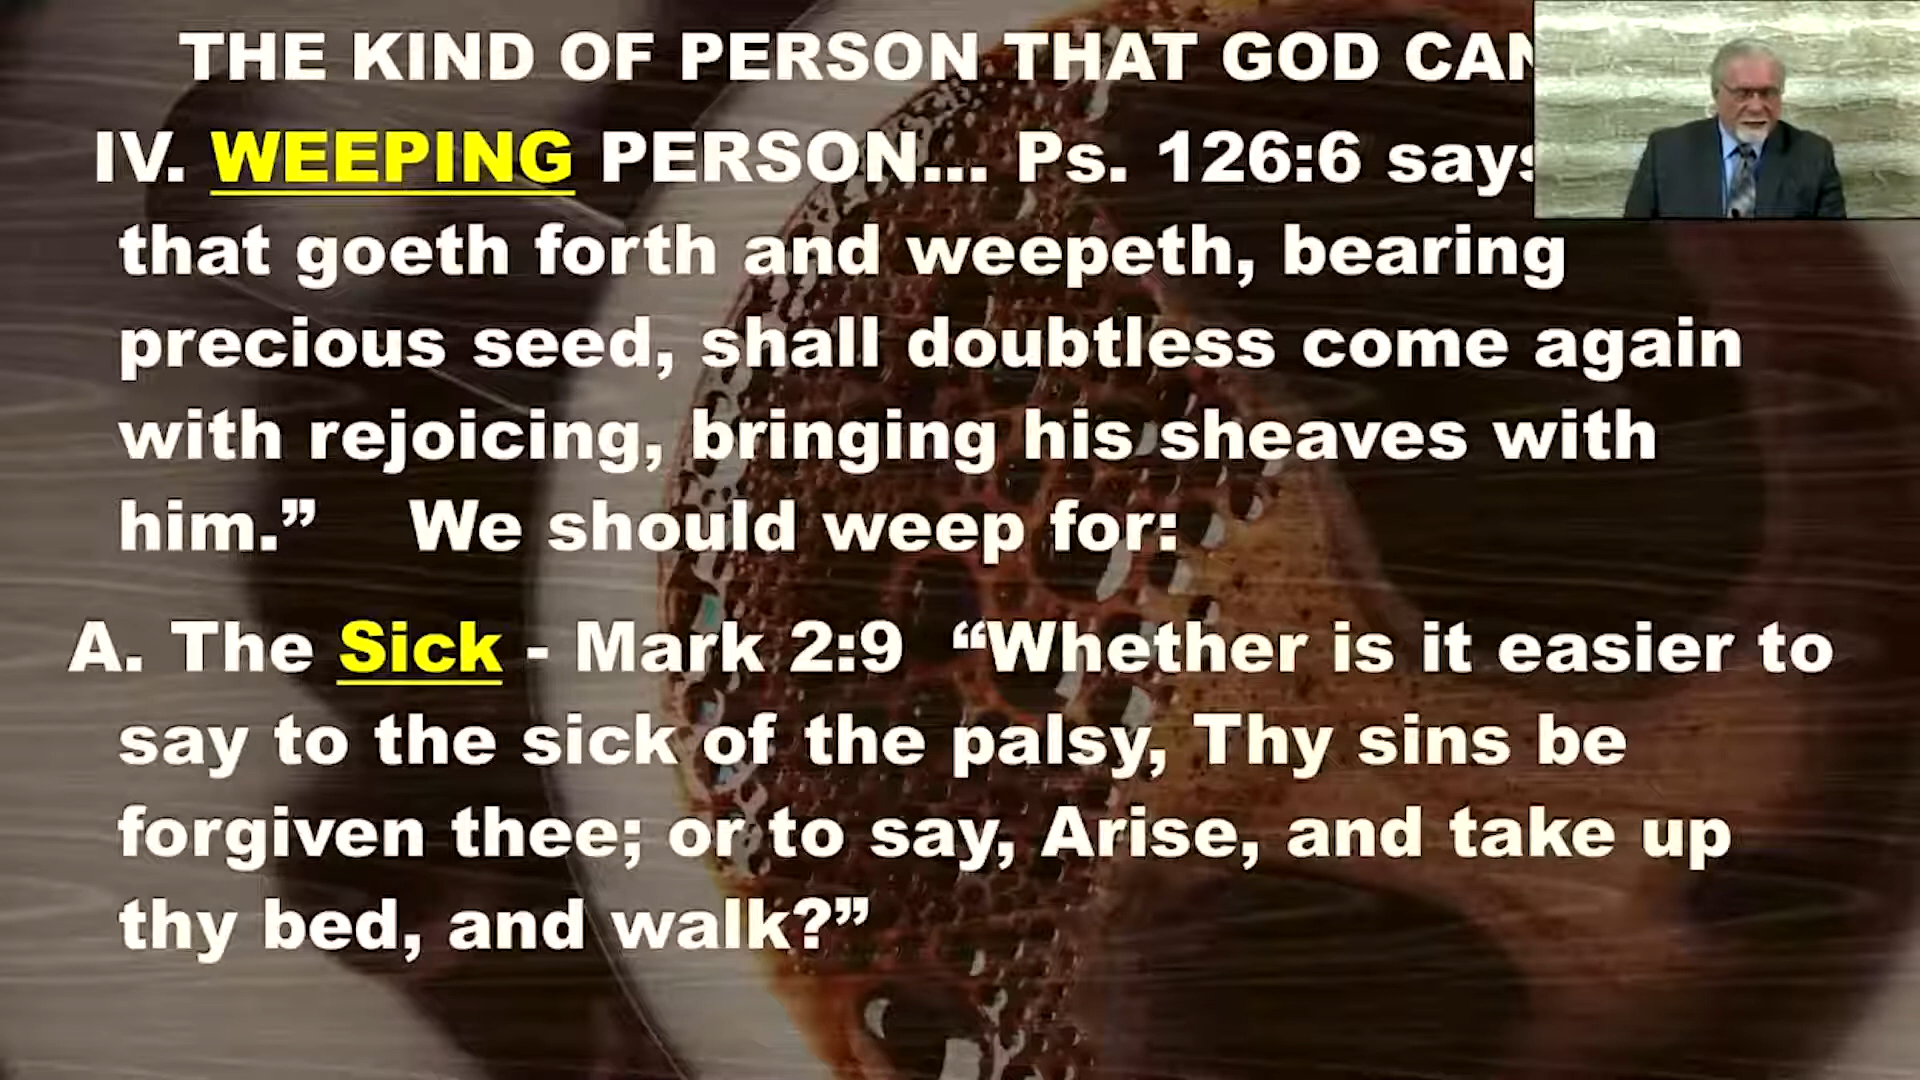 THE KIND OF PERSON THAT GOD CAN
IV. WEEPING PERSON... Ps. 126:6 says
that goeth forth and weepeth, bearing
precious seed, shall doubtless come again
with rejoicing, bringing his sheaves with
him.” We should weep for:
A. The Sick - Mark 2:9 “Whether is it easier to
say to the sick of the palsy, Thy sins be
forgiven thee; or to say, Arise, and take up
thy bed, and walk?”